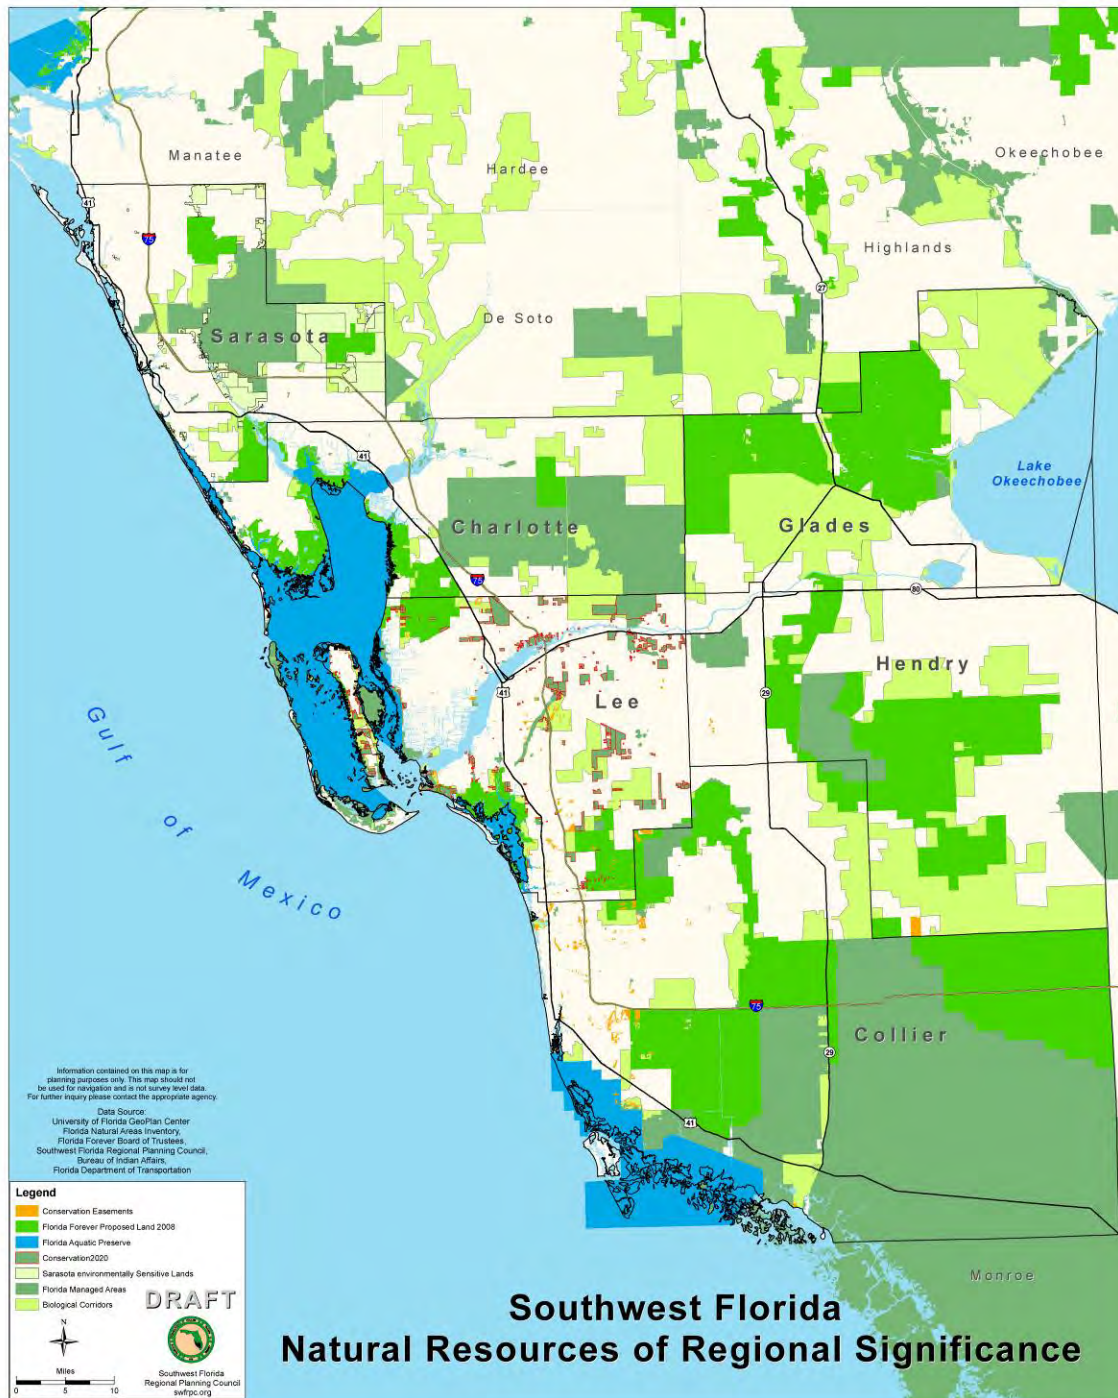 Manatee
Hardee
Okeechobee
41
75
Highlands
27
De Soto
Sarasota
41
Lake
Okeechobee
Charlotte
Glades
75
80
Hendry
29
41
Lee
Gulf
of
Mexico
75
Collier
29
41
Monroe
Information contained on this map is for
planning purposes only. This map should not
be used for navigation and is not survey level data.
For further inquiry please contact the appropriate agency.
Data Source:
University of Florida GeoPlan Center
Florida Natural Areas Inventory,
Florida Forever Board of Trustees,
Southwest Florida Regional Planning Council,
Bureau of Indian Affairs,
Florida Department of Transportation
Legend
Conservation Easements
Florida Forever Proposed Land 2008
Florida Aquatic Preserve
Conservation2020
Sarasota environmentally Sensitive Lands
Florida Managed Areas
Biological Corridors
DRAFT
N
Miles
0 5 10
Southwest Florida
Regional Planning Council
swfrpc.org
Southwest Florida
Natural Resources of Regional Significance